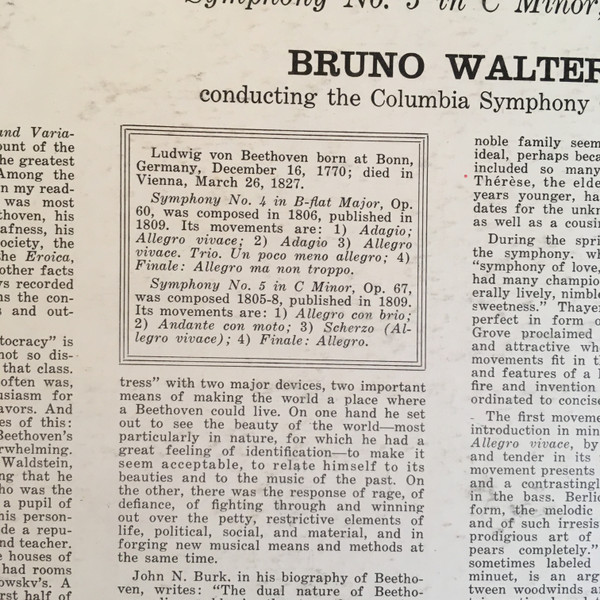 Symphony No. 5 in C Minor,
BRUNO WALTER
conducting the Columbia Symphony
and Varia-
ount of the
he greatest
Among the
n my read-
was most
thoven, his
afness, his
ociety, the
the Eroica,
other facts
ys recorded
ns the con-
s and out-
tocracy" is
not so dis-
that class.
often was,
usiasm for
avors. And
es of this:
Beethoven's
rwhelming.
Waldstein,
ng that he
ho was the
a pupil of
his person-
de a repu-
nd teacher.
e houses of
had rooms
owsky's. A
rst half of
Ludwig von Beethoven born at Bonn,
Germany, December 16, 1770; died in
Vienna, March 26, 1827.
Symphony No. 4 in B-flat Major, Op.
60, was composed in 1806, published in
1809. Its movements are: 1) Adagio;
Allegro vivace; 2) Adagio 3) Allegro
vivace. Trio. Un poco meno allegro; 4)
Finale: Allegro ma non troppo.
Symphony No. 5 in C Minor, Op. 67,
was composed 1805-8, published in 1809.
Its movements are: 1) Allegro con brio;
2) Andante con moto; 3) Scherzo (Al-
legro vivace); 4) Finale: Allegro.
tress" with two major devices, two important
means of making the world a place where
a Beethoven could live. On one hand he set
out to see the beauty of the world—most
particularly in nature, for which he had a
great feeling of identification—to make it
seem acceptable, to relate himself to its
beauties and to the music of the past. On
the other, there was the response of rage, of
defiance, of fighting through and winning
out over the petty, restrictive elements of
life, political, social, and material, and in
forging new musical means and methods at
the same time.
John N. Burk, in his biography of Beetho-
ven, writes: "The dual nature of Beetho-
noble family seem
ideal, perhaps beca
included so many
Thérèse, the elde
years younger, ha
dates for the unkn
as well as a cousin
During the spri
the symphony. wh
"symphony of love,
had many champio
erally lively, nimble
sweetness." Thayer
perfect in form o
Grove proclaimed
and attractive who
movements fit in th
and features of a l
fire and invention
ordinated to concise
The first moveme
introduction in min
Allegro vivace, by
and tender in its
movement presents
and a contrastingly
in the bass. Berlio
form, the melodic
and of such irresis
prodigious art of
pears completely."
sometimes labeled
minuet, is an arg
tween woodwinds an